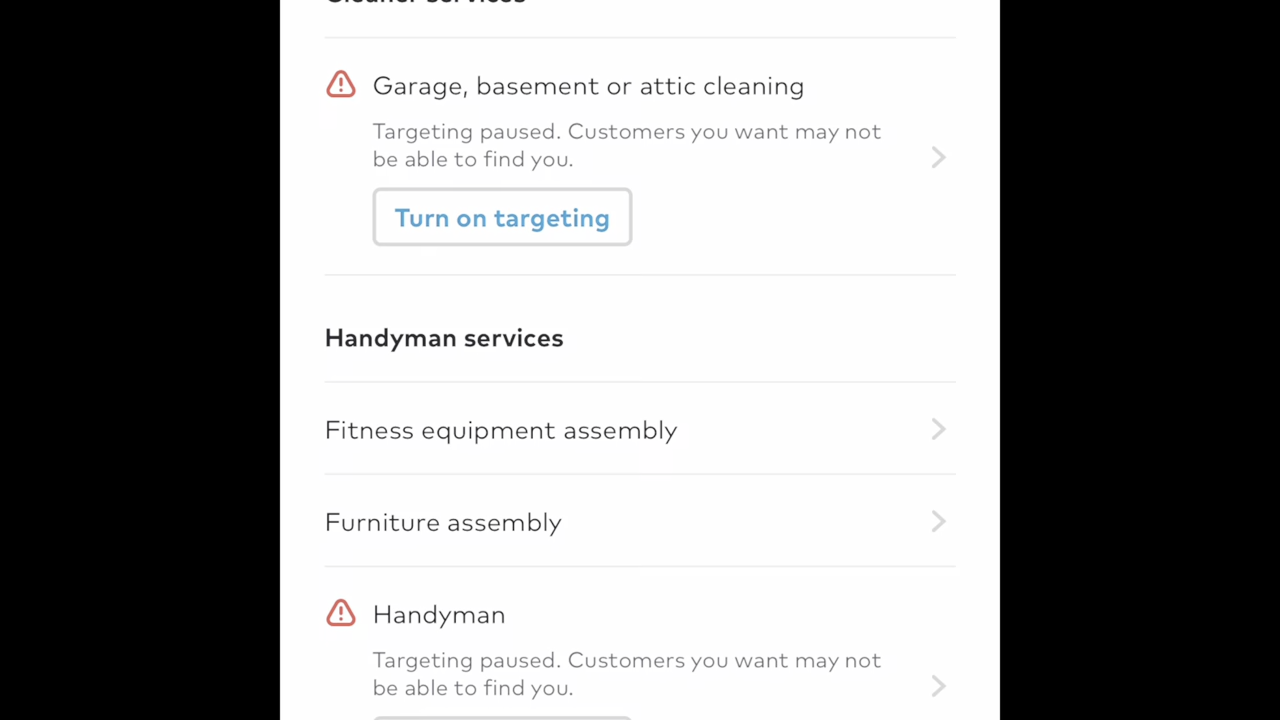 Cleaner services
Garage, basement or attic cleaning
Targeting paused. Customers you want may not
be able to find you.
Turn on targeting
Handyman services
Fitness equipment assembly
Furniture assembly
Handyman
Targeting paused. Customers you want may not
be able to find you.